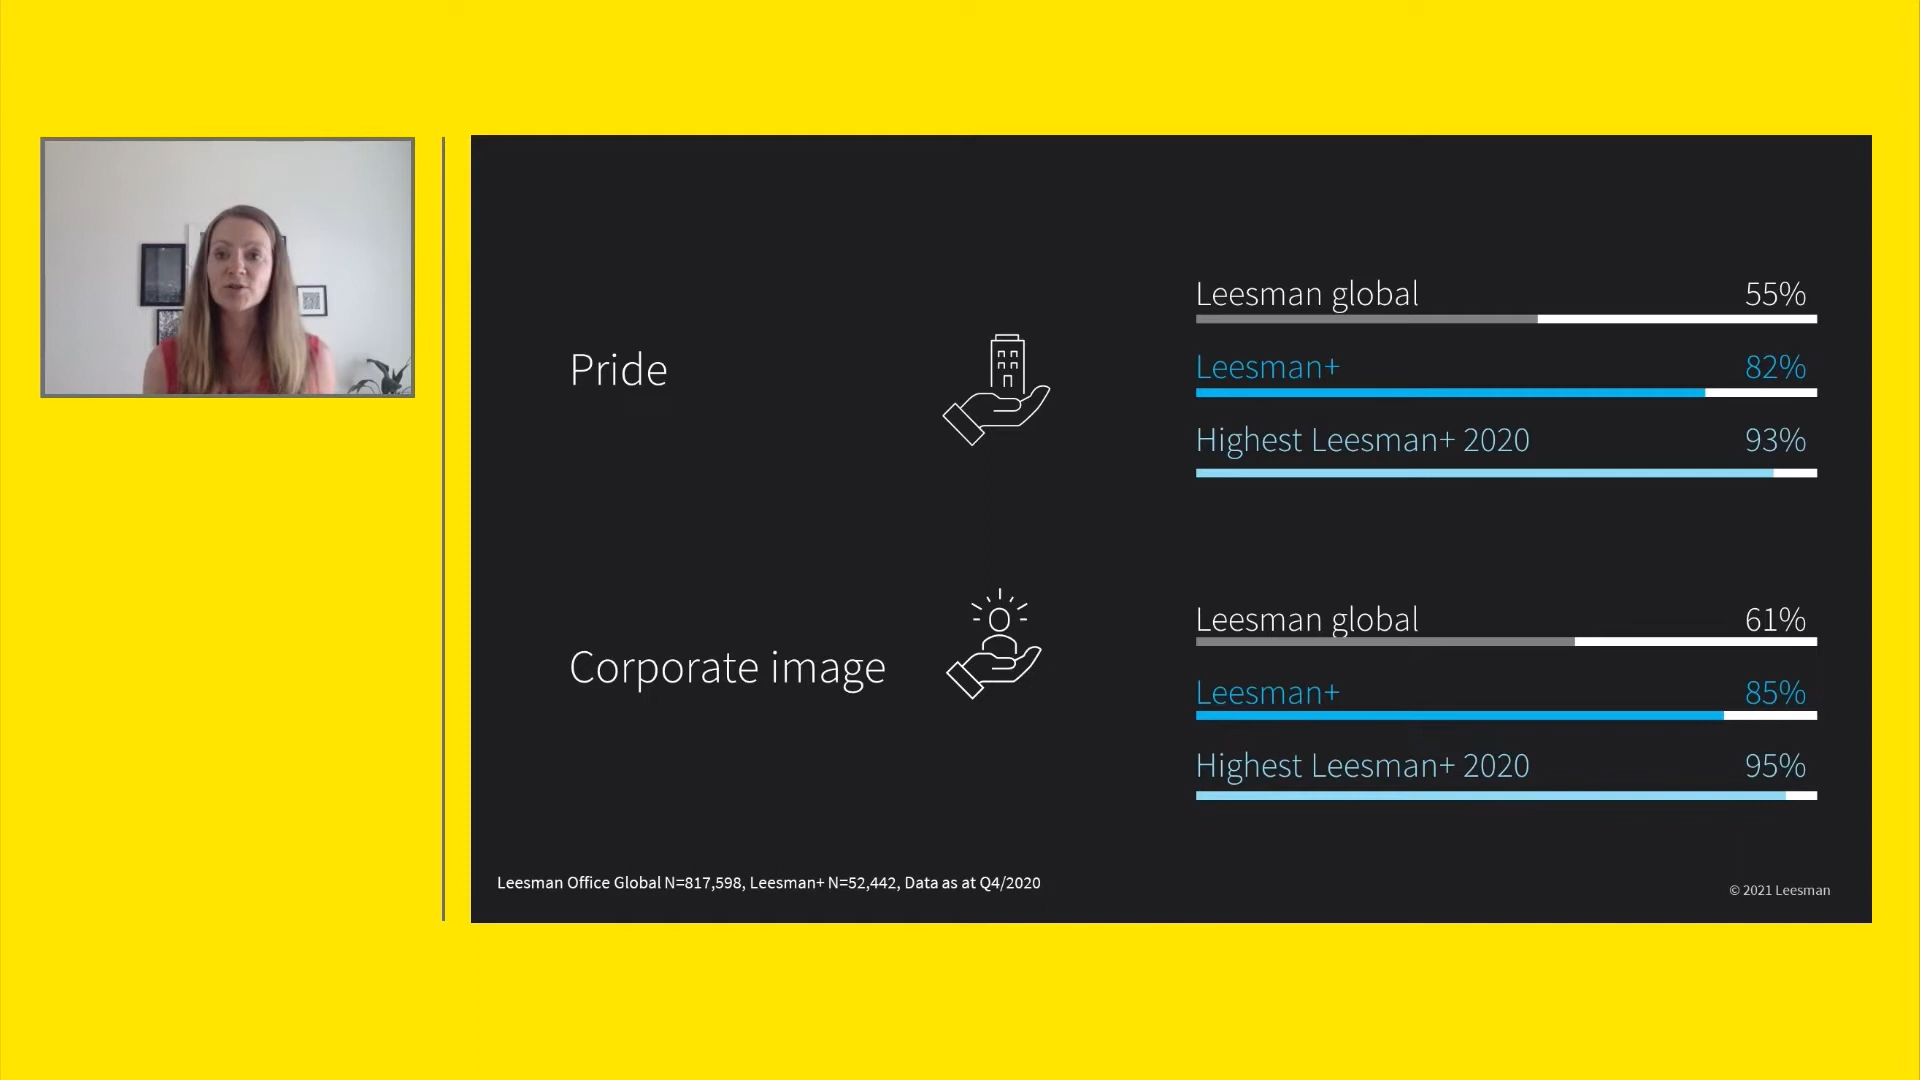 Pride
Leesman global 55%
Leesman+ 82%
Highest Leesman+ 2020 93%
Corporate image
Leesman global 61%
Leesman+ 85%
Highest Leesman+ 2020 95%
Leesman Office Global N=817,598, Leesman+ N=52,442, Data as at Q4/2020
© 2021 Leesman